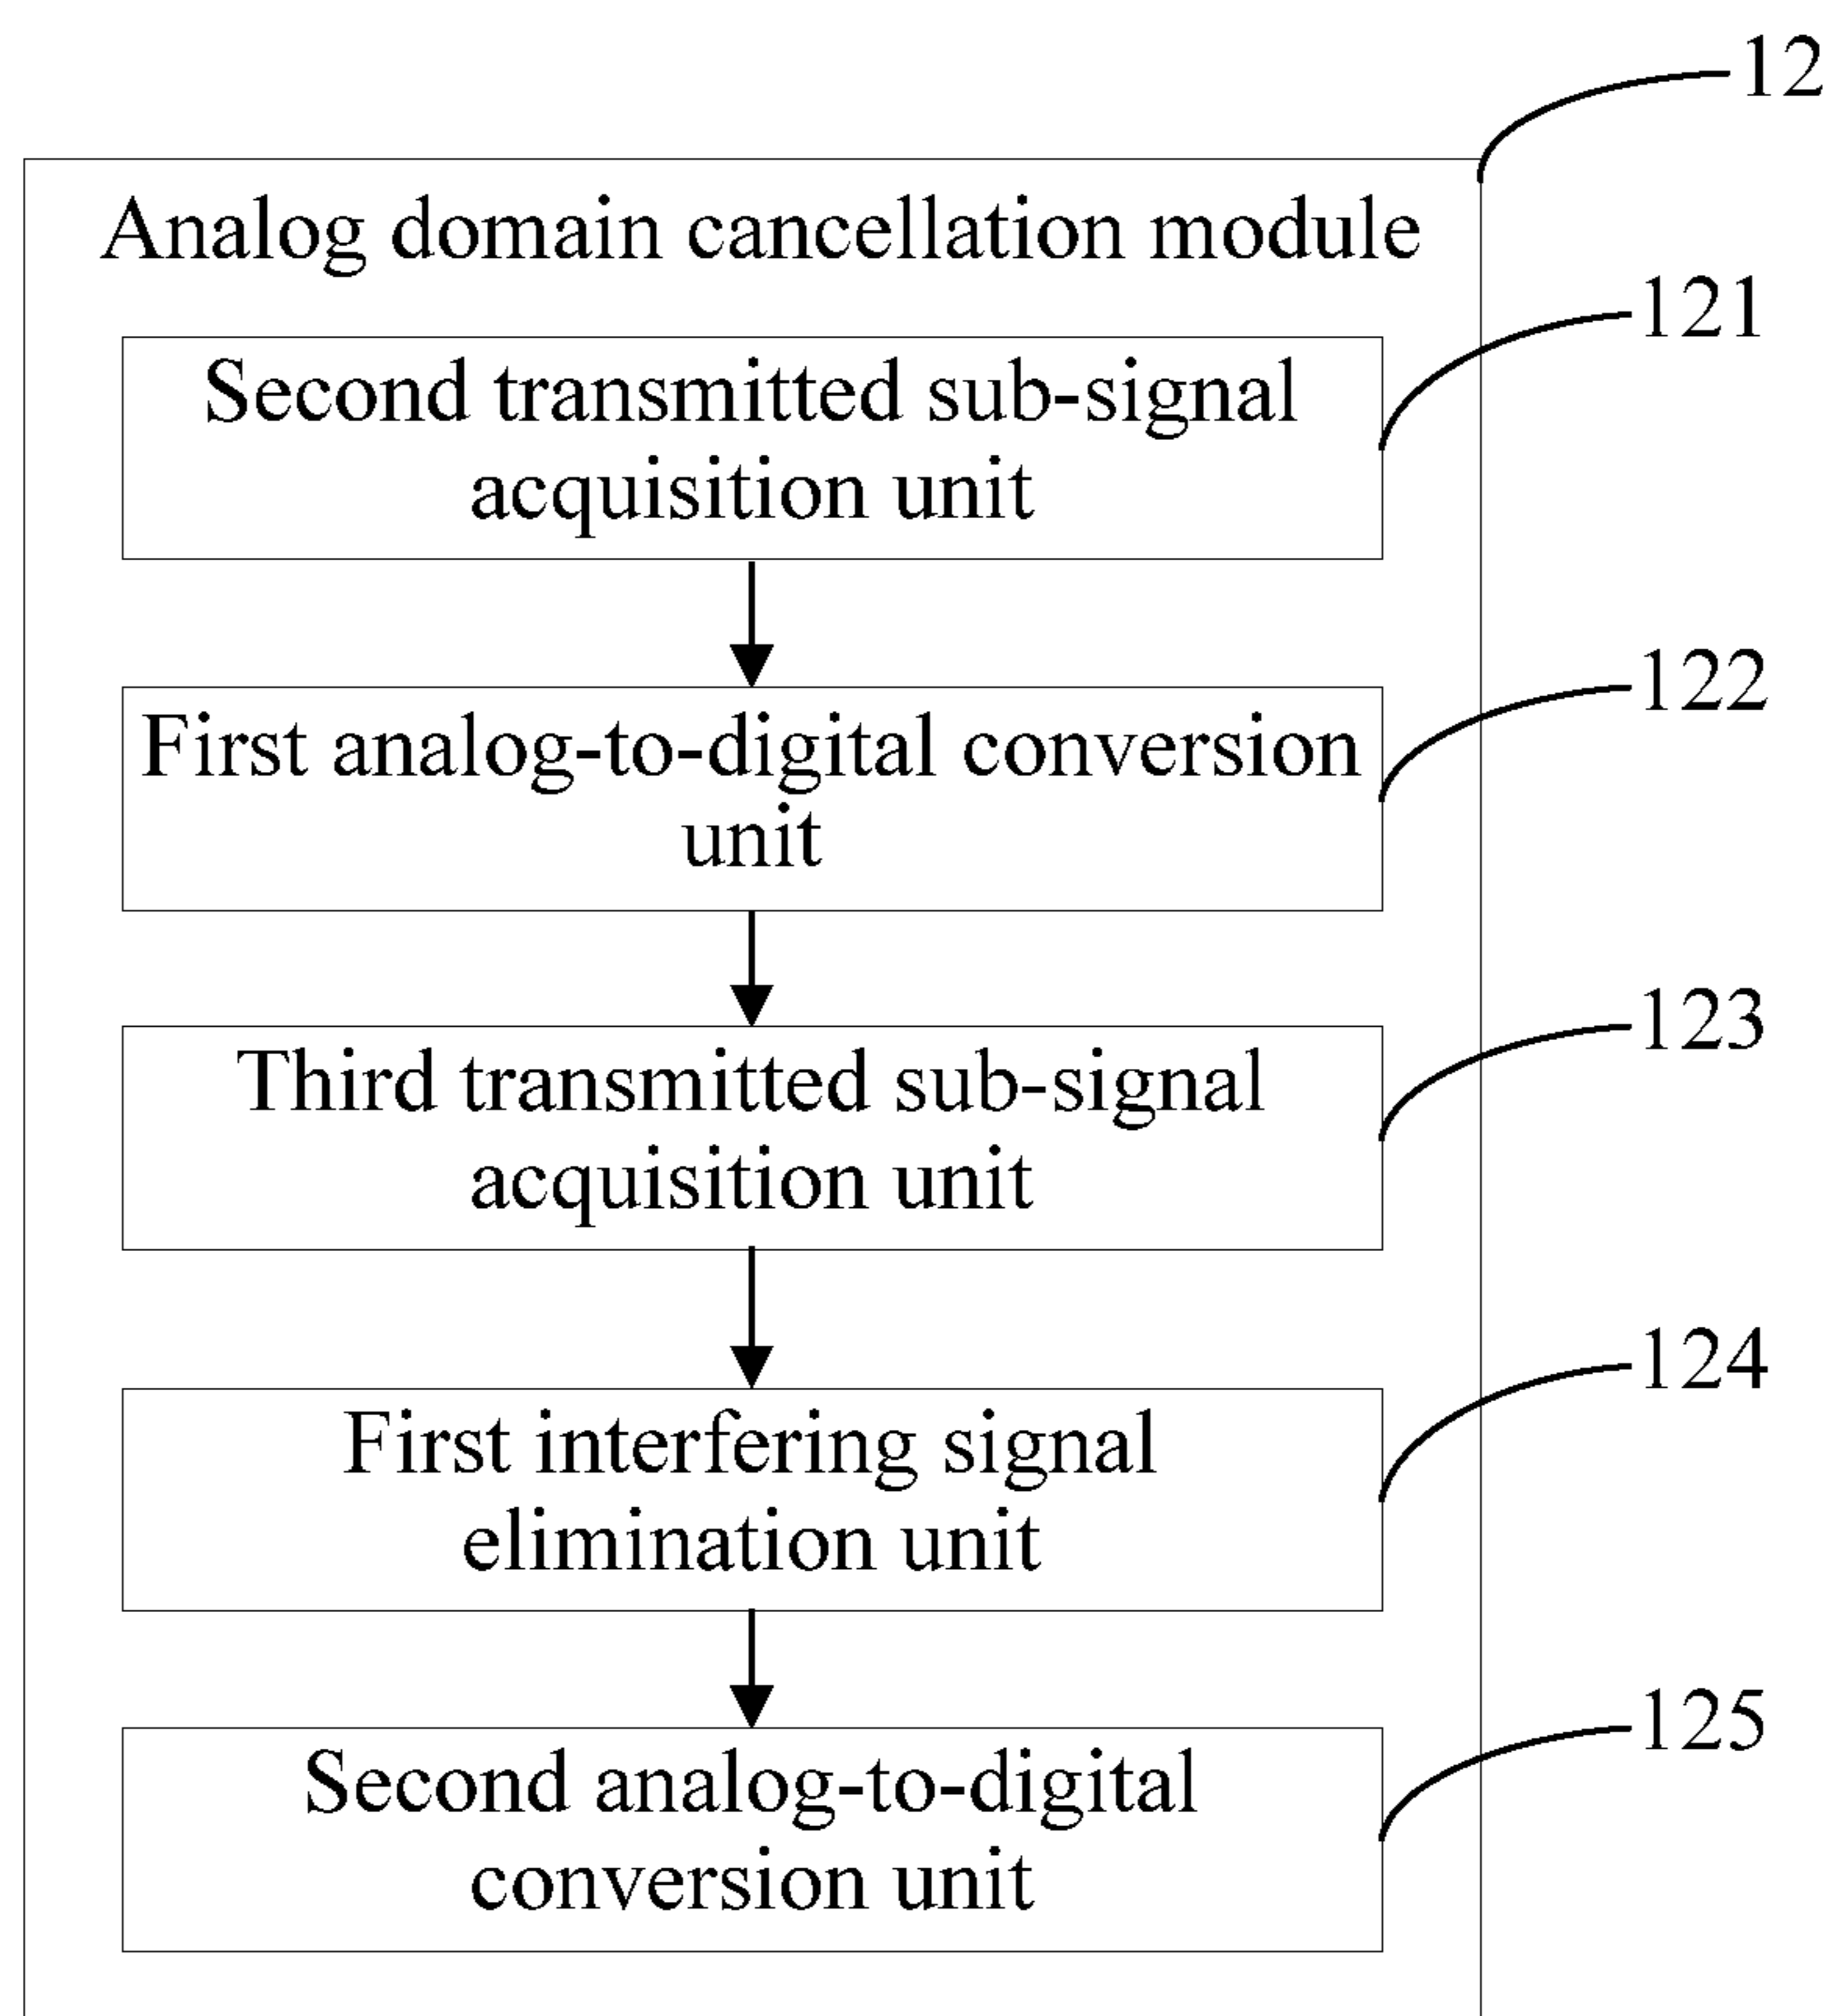 12
Analog domain cancellation module
121
Second transmitted sub-signal
acquisition unit
122
First analog-to-digital conversion
unit
123
Third transmitted sub-signal
acquisition unit
124
First interfering signal
elimination unit
125
Second analog-to-digital
conversion unit